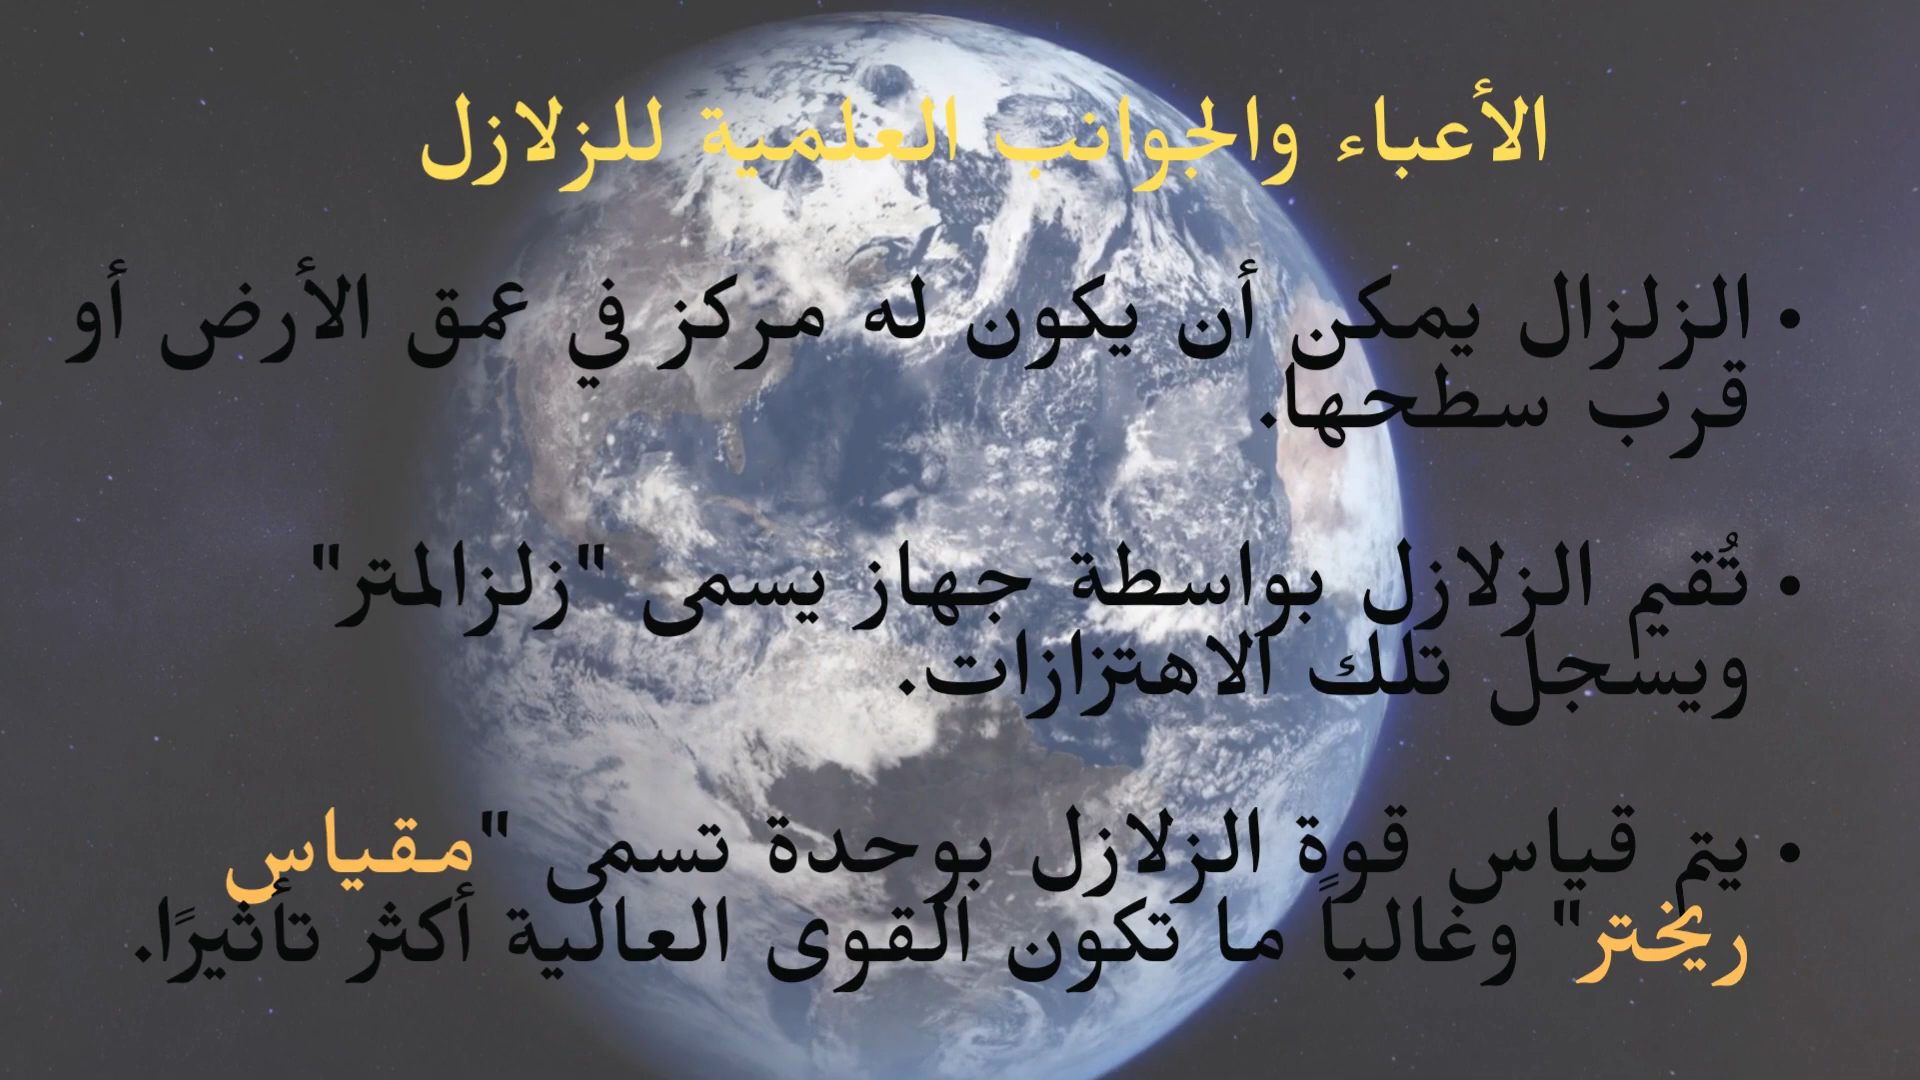 الأعباء والجوانب العلمية للزلازل
• الزلزال يمكن أن يكون له مركز في عمق الأرض أو
قرب سطحها.
• تُقيم الزلازل بواسطة جهاز يسمى "زلزالمتر"
ويسجل تلك الاهتزازات.
• يتم قياس قوة الزلازل بوحدة تسمى "مقياس
ريختر" وغالباً ما تكون القوى العالية أكثر تأثيرًا.